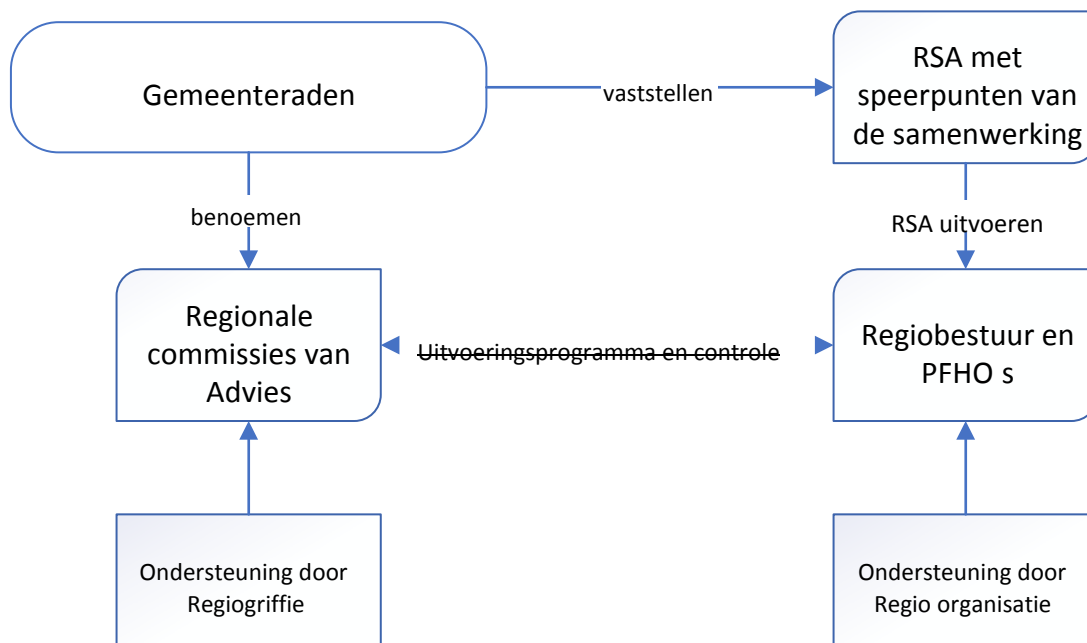 Gemeenteraden
vaststellen
RSA met
speerpunten van
de samenwerking
benoemen
RSA uitvoeren
Regionale
commissies van
Advies
Uitvoeringsprogramma en controle
Regiobestuur en
PFHO s
Ondersteuning door
Regiogriffie
Ondersteuning door
Regio organisatie